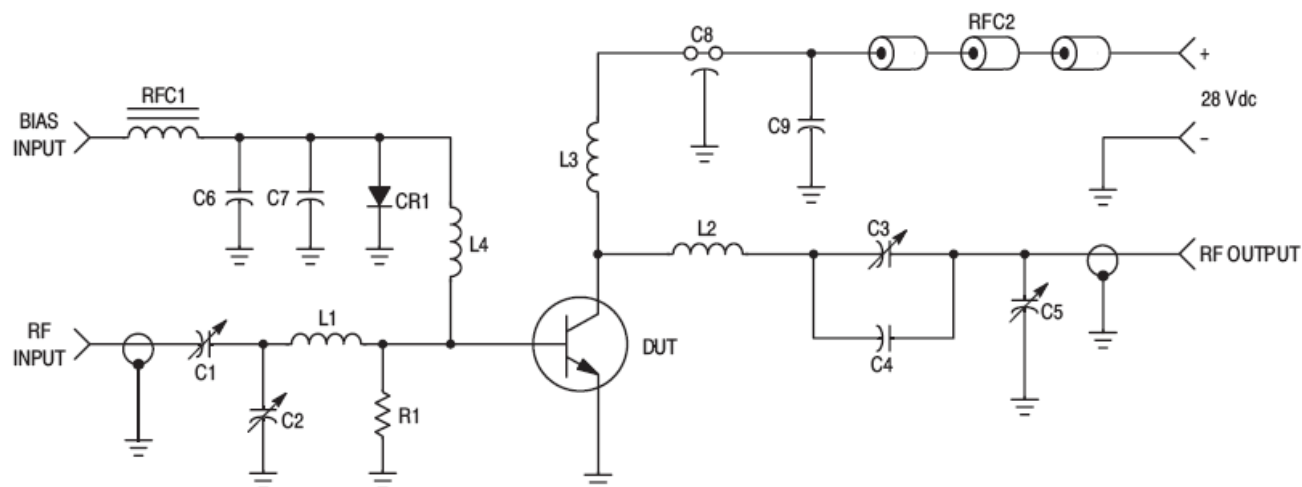 C8
RFC2
+
28 Vdc
-
RFC1
BIAS
INPUT
C9
L3
C6
C7
CR1
L4
L2
C3
RF OUTPUT
C5
C4
RF
INPUT
C1
L1
C2
R1
DUT